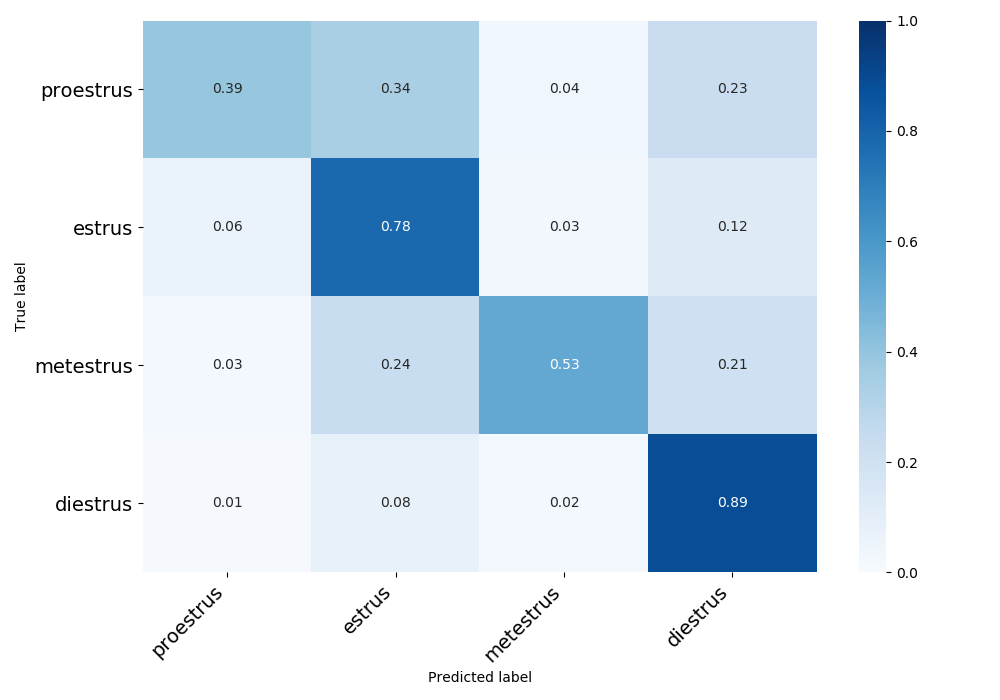 1.0
proestrus 0.39 0.34 0.04 0.23
0.8
estrus 0.06 0.78 0.03 0.12
0.6
True label
metestrus 0.03 0.24 0.53 0.21
0.4
0.2
diestrus 0.01 0.08 0.02 0.89
0.0
proestrus estrus metestrus diestrus
Predicted label